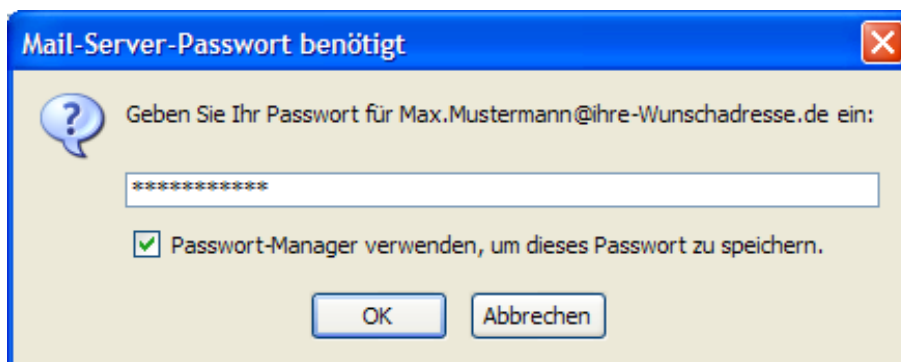 Mail-Server-Passwort benötigt
Geben Sie Ihr Passwort für Max.Mustermann@ihre-Wunschadresse.de ein:
***********
Passwort-Manager verwenden, um dieses Passwort zu speichern.
OK
Abbrechen